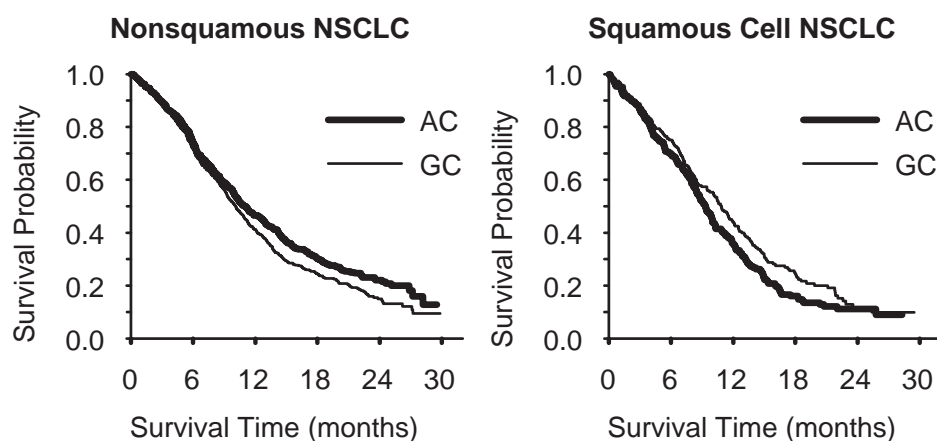 Nonsquamous NSCLC
Survival Probability
1.0
0.8
0.6
0.4
0.2
0.0
AC
GC
0 6 12 18 24 30
Survival Time (months)
Squamous Cell NSCLC
Survival Probability
1.0
0.8
0.6
0.4
0.2
0.0
AC
GC
0 6 12 18 24 30
Survival Time (months)